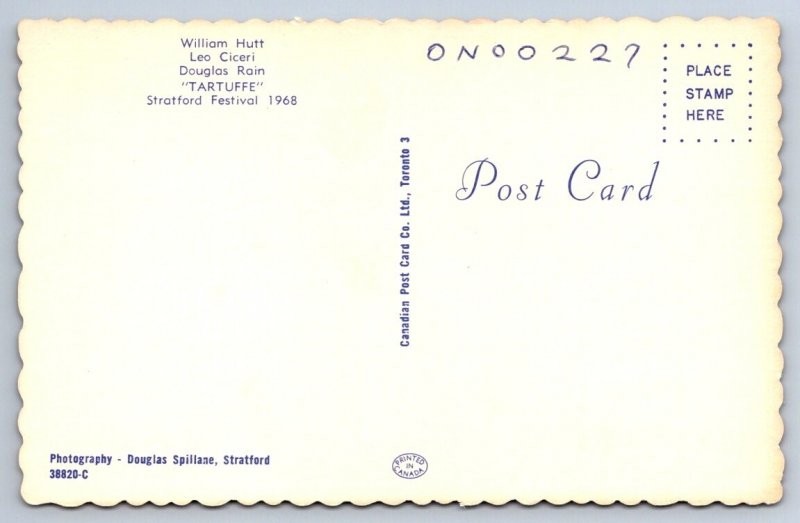 William Hutt
Leo Ciceri
Douglas Rain
"TARTUFFE"
Stratford Festival 1968
ON00227
PLACE
STAMP
HERE
Post Card
Canadian Post Card Co. Ltd., Toronto 3
Photography - Douglas Spillane, Stratford
38820-C
PRINTED
IN
CANADA